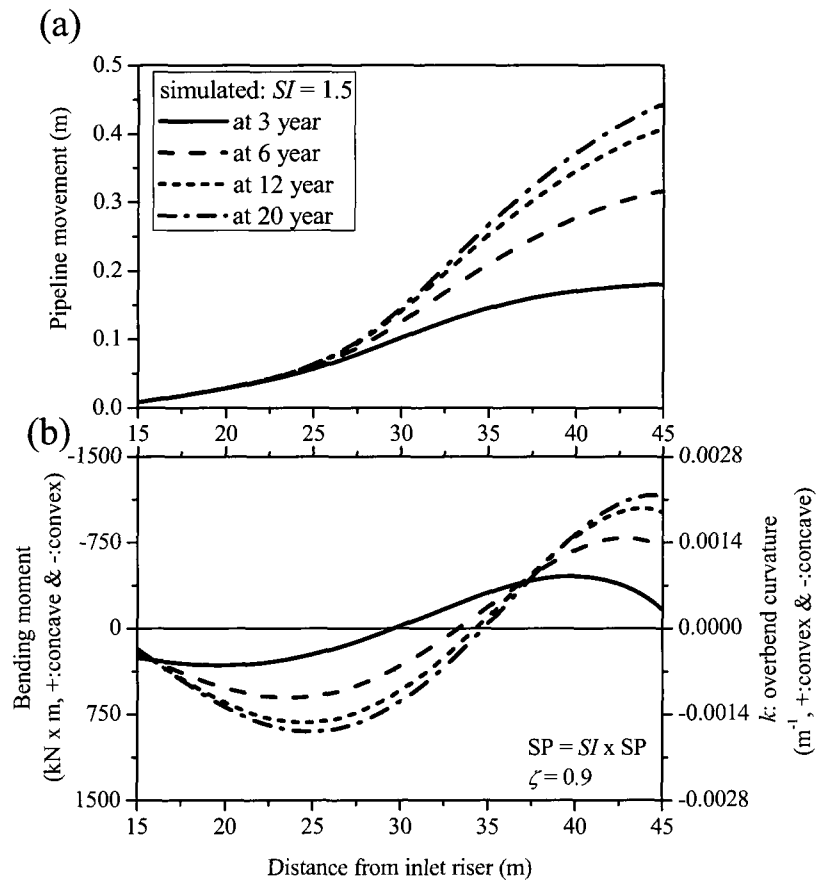 (a)
0.5
0.4
0.3
0.2
0.1
0.0
Pipeline movement (m)
simulated: SI = 1.5
at 3 year
at 6 year
at 12 year
at 20 year
15 20 25 30 35 40 45
(b)
-1500
-750
0
750
1500
Bending moment
(kN x m, +:concave & -:convex)
0.0028
0.0014
0.0000
-0.0014
-0.0028
k: overbend curvature
(m⁻¹, +:convex & -:concave)
SP = SI x SP
ζ = 0.9
15 20 25 30 35 40 45
Distance from inlet riser (m)